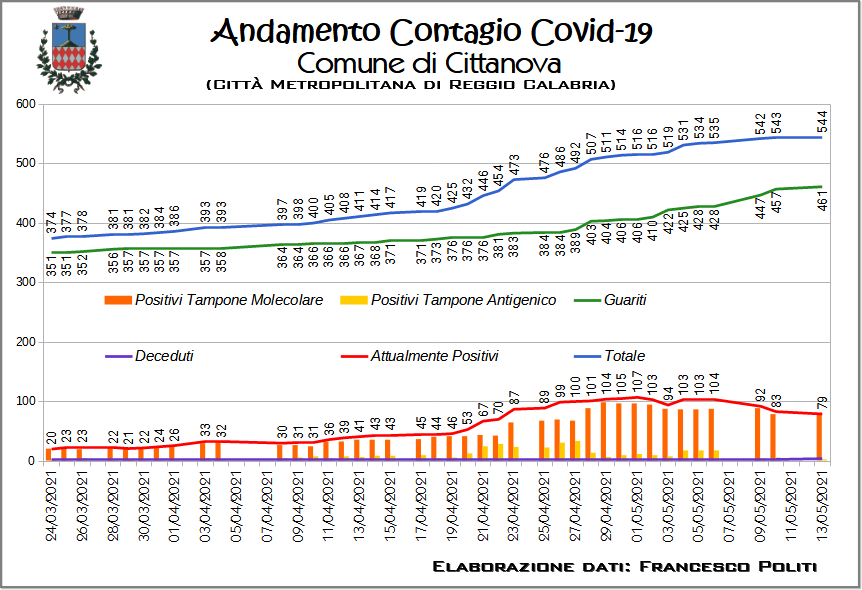 Andamento Contagio Covid-19
Comune di Cittanova
(Città Metropolitana di Reggio Calabria)
600
500
400
300
200
100
0
374 377 378 381 381 382 384 386 393 393 397 398 400 405 408 411 414 417 419 420 425 432 446 454 473 476 486 492 507 511 514 516 516 519 531 534 535 542 543 544
351 351 352 356 357 357 357 357 357 358 364 364 366 366 366 367 368 371 371 373 376 376 376 381 383 384 384 389 403 404 406 406 410 422 425 428 428 447 457 461
Positivi Tampone Molecolare Positivi Tampone Antigenico Guariti
Deceduti Attualmente Positivi Totale
20 23 23 22 21 22 24 26 33 32 30 31 31 36 39 41 43 43 45 44 46 53 67 70 87 89 99 100 101 104 105 107 103 94 103 103 104 92 83 79
24/03/2021 26/03/2021 28/03/2021 30/03/2021 01/04/2021 03/04/2021 05/04/2021 07/04/2021 09/04/2021 11/04/2021 13/04/2021 15/04/2021 17/04/2021 19/04/2021 21/04/2021 23/04/2021 25/04/2021 27/04/2021 29/04/2021 01/05/2021 03/05/2021 05/05/2021 07/05/2021 09/05/2021 11/05/2021 13/05/2021
Elaborazione dati: Francesco Politi